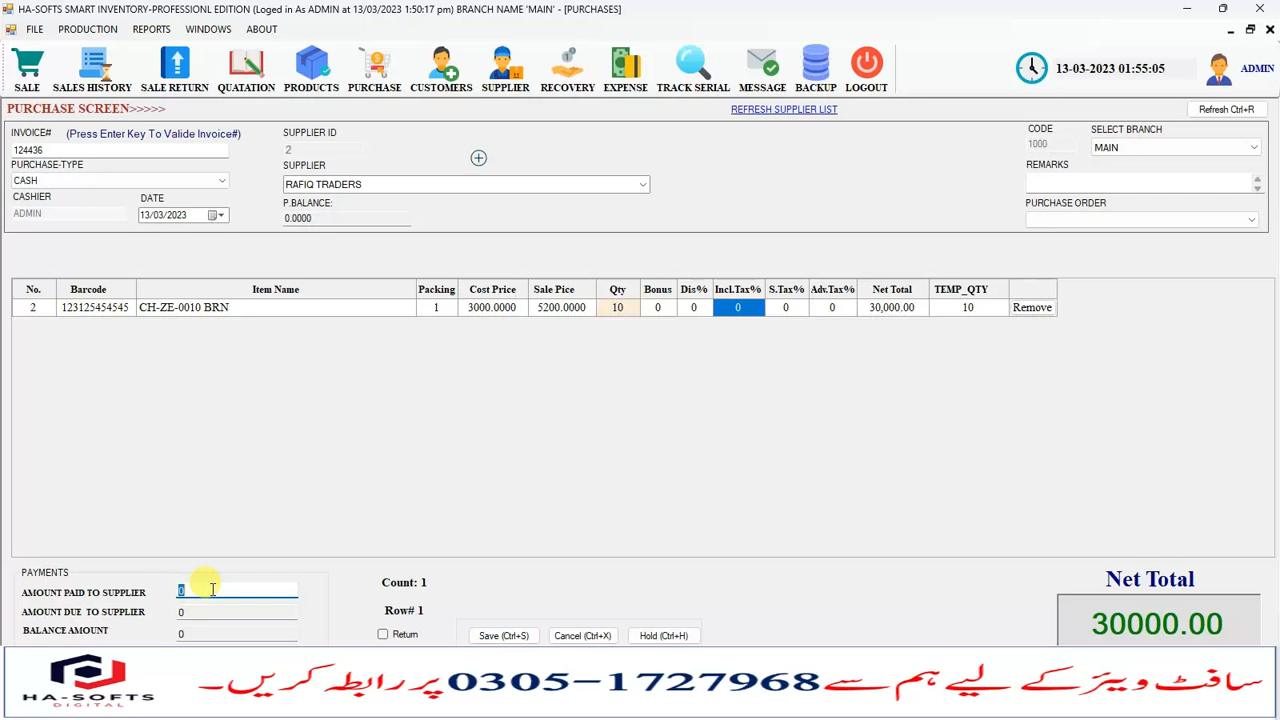 HA-SOFTS SMART INVENTORY-PROFESSIONL EDITION (Loged in As ADMIN at 13/03/2023 1:50:17 pm) BRANCH NAME 'MAIN' - [PURCHASES]
FILE PRODUCTION REPORTS WINDOWS ABOUT
SALE SALES HISTORY SALE RETURN QUATATION PRODUCTS PURCHASE CUSTOMERS SUPPLIER RECOVERY EXPENSE TRACK SERIAL MESSAGE BACKUP LOGOUT 13-03-2023 01:55:05 ADMIN
PURCHASE SCREEN>>>>> REFRESH SUPPLIER LIST Refresh Ctrl+R
INVOICE# (Press Enter Key To Valide Invoice#) SUPPLIER ID CODE SELECT BRANCH
124436 2 1000 MAIN
PURCHASE-TYPE SUPPLIER REMARKS
CASH RAFIQ TRADERS
CASHIER DATE P.BALANCE: PURCHASE ORDER
ADMIN 13/03/2023 0.0000
No. Barcode Item Name Packing Cost Price Sale Price Qty Bonus Dis% Incl.Tax% S.Tax% Adv.Tax% Net Total TEMP_QTY
2 123125454545 CH-ZE-0010 BRN 1 3000.0000 5200.0000 10 0 0 0 0 0 30,000.00 10 Remove
PAYMENTS
AMOUNT PAID TO SUPPLIER 0 Count: 1 Net Total
AMOUNT DUE TO SUPPLIER 0 Row# 1 30000.00
BALANCE AMOUNT 0 Return Save (Ctrl+S) Cancel (Ctrl+X) Hold (Ctrl+H)
HA-SOFTS
DIGITAL
سافٹ ویئر کے لیے ہم سے 0305-1727968 پر رابطہ کریں۔